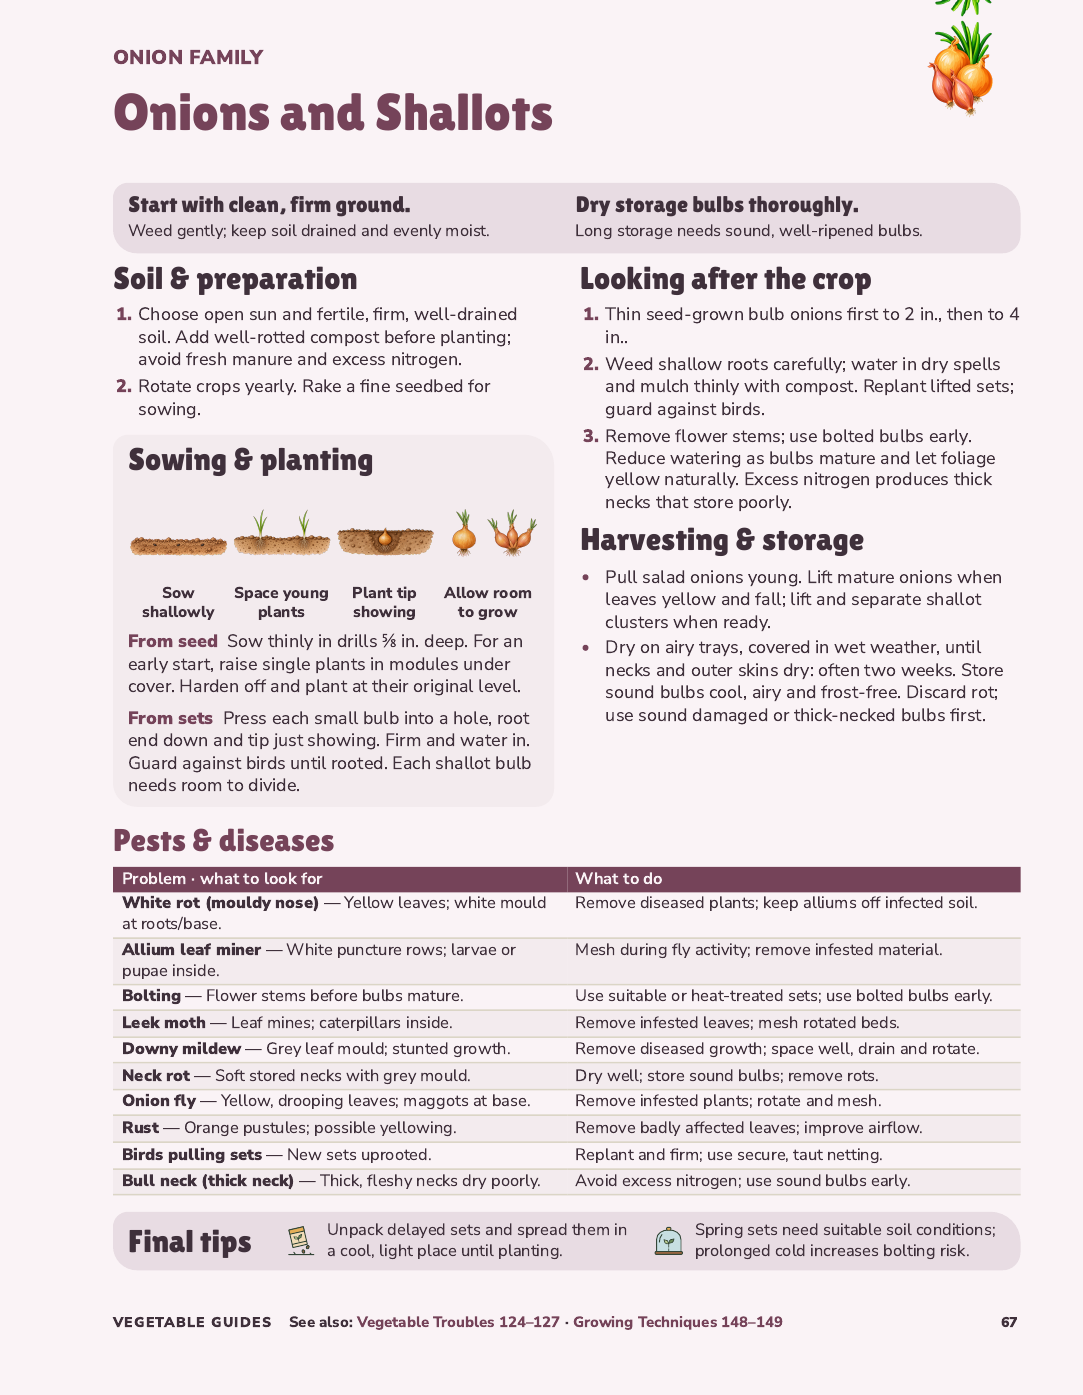 ONION FAMILY
Onions and Shallots
Start with clean, firm ground.
Weed gently; keep soil drained and evenly moist.
Dry storage bulbs thoroughly.
Long storage needs sound, well-ripened bulbs.
Soil & preparation
1. Choose open sun and fertile, firm, well-drained
soil. Add well-rotted compost before planting;
avoid fresh manure and excess nitrogen.
2. Rotate crops yearly. Rake a fine seedbed for
sowing.
Sowing & planting
Sow
shallowly
Space young
plants
Plant tip
showing
Allow room
to grow
From seed Sow thinly in drills ⅝ in. deep. For an
early start, raise single plants in modules under
cover. Harden off and plant at their original level.
From sets Press each small bulb into a hole, root
end down and tip just showing. Firm and water in.
Guard against birds until rooted. Each shallot bulb
needs room to divide.
Looking after the crop
1. Thin seed-grown bulb onions first to 2 in., then to 4
in..
2. Weed shallow roots carefully; water in dry spells
and mulch thinly with compost. Replant lifted sets;
guard against birds.
3. Remove flower stems; use bolted bulbs early.
Reduce watering as bulbs mature and let foliage
yellow naturally. Excess nitrogen produces thick
necks that store poorly.
Harvesting & storage
• Pull salad onions young. Lift mature onions when
leaves yellow and fall; lift and separate shallot
clusters when ready.
• Dry on airy trays, covered in wet weather, until
necks and outer skins dry: often two weeks. Store
sound bulbs cool, airy and frost-free. Discard rot;
use sound damaged or thick-necked bulbs first.
Pests & diseases
Problem · what to look for What to do
White rot (mouldy nose) — Yellow leaves; white mould Remove diseased plants; keep alliums off infected soil.
at roots/base.
Allium leaf miner — White puncture rows; larvae or Mesh during fly activity; remove infested material.
pupae inside.
Bolting — Flower stems before bulbs mature. Use suitable or heat-treated sets; use bolted bulbs early.
Leek moth — Leaf mines; caterpillars inside. Remove infested leaves; mesh rotated beds.
Downy mildew — Grey leaf mould; stunted growth. Remove diseased growth; space well, drain and rotate.
Neck rot — Soft stored necks with grey mould. Dry well; store sound bulbs; remove rots.
Onion fly — Yellow, drooping leaves; maggots at base. Remove infested plants; rotate and mesh.
Rust — Orange pustules; possible yellowing. Remove badly affected leaves; improve airflow.
Birds pulling sets — New sets uprooted. Replant and firm; use secure, taut netting.
Bull neck (thick neck) — Thick, fleshy necks dry poorly. Avoid excess nitrogen; use sound bulbs early.
Final tips
Unpack delayed sets and spread them in
a cool, light place until planting.
Spring sets need suitable soil conditions;
prolonged cold increases bolting risk.
VEGETABLE GUIDES See also: Vegetable Troubles 124–127 · Growing Techniques 148–149 67